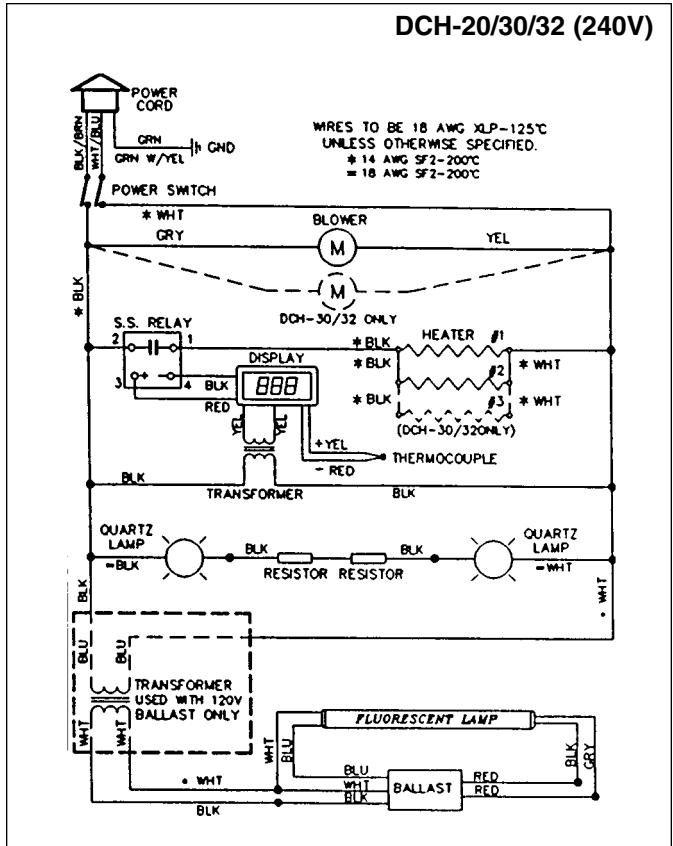 DCH-20/30/32 (240V)
POWER
CORD
BLK/BRN
WHT/BLU
GRN
GRN W/YEL
GND
WIRES TO BE 18 AWG XLP-125℃
UNLESS OTHERWISE SPECIFIED.
* 14 AWG SF2-200℃
= 18 AWG SF2-200℃
POWER SWITCH
* WHT
BLOWER
GRY
M
YEL
* BLK
M
DCH-30/32 ONLY
S.S. RELAY
2
1
3
+
-
4
* BLK
HEATER
#1
* BLK
* WHT
#2
* BLK
#3
* WHT
(DCH-30/32ONLY)
DISPLAY
888
BLK
RED
YEL
YEL
+ YEL
- RED
THERMOCOUPLE
BLK
TRANSFORMER
BLK
QUARTZ
LAMP
=BLK
BLK
RESISTOR
RESISTOR
BLK
QUARTZ
LAMP
=WHT
BLK
* WHT
BLU
BLU
TRANSFORMER
USED WITH 120V
BALLAST ONLY
WHT
WHT
FLUORESCENT LAMP
WHT
BLU
BLK
GRY
BLU
WHT
BLK
BALLAST
RED
RED
* WHT
BLK